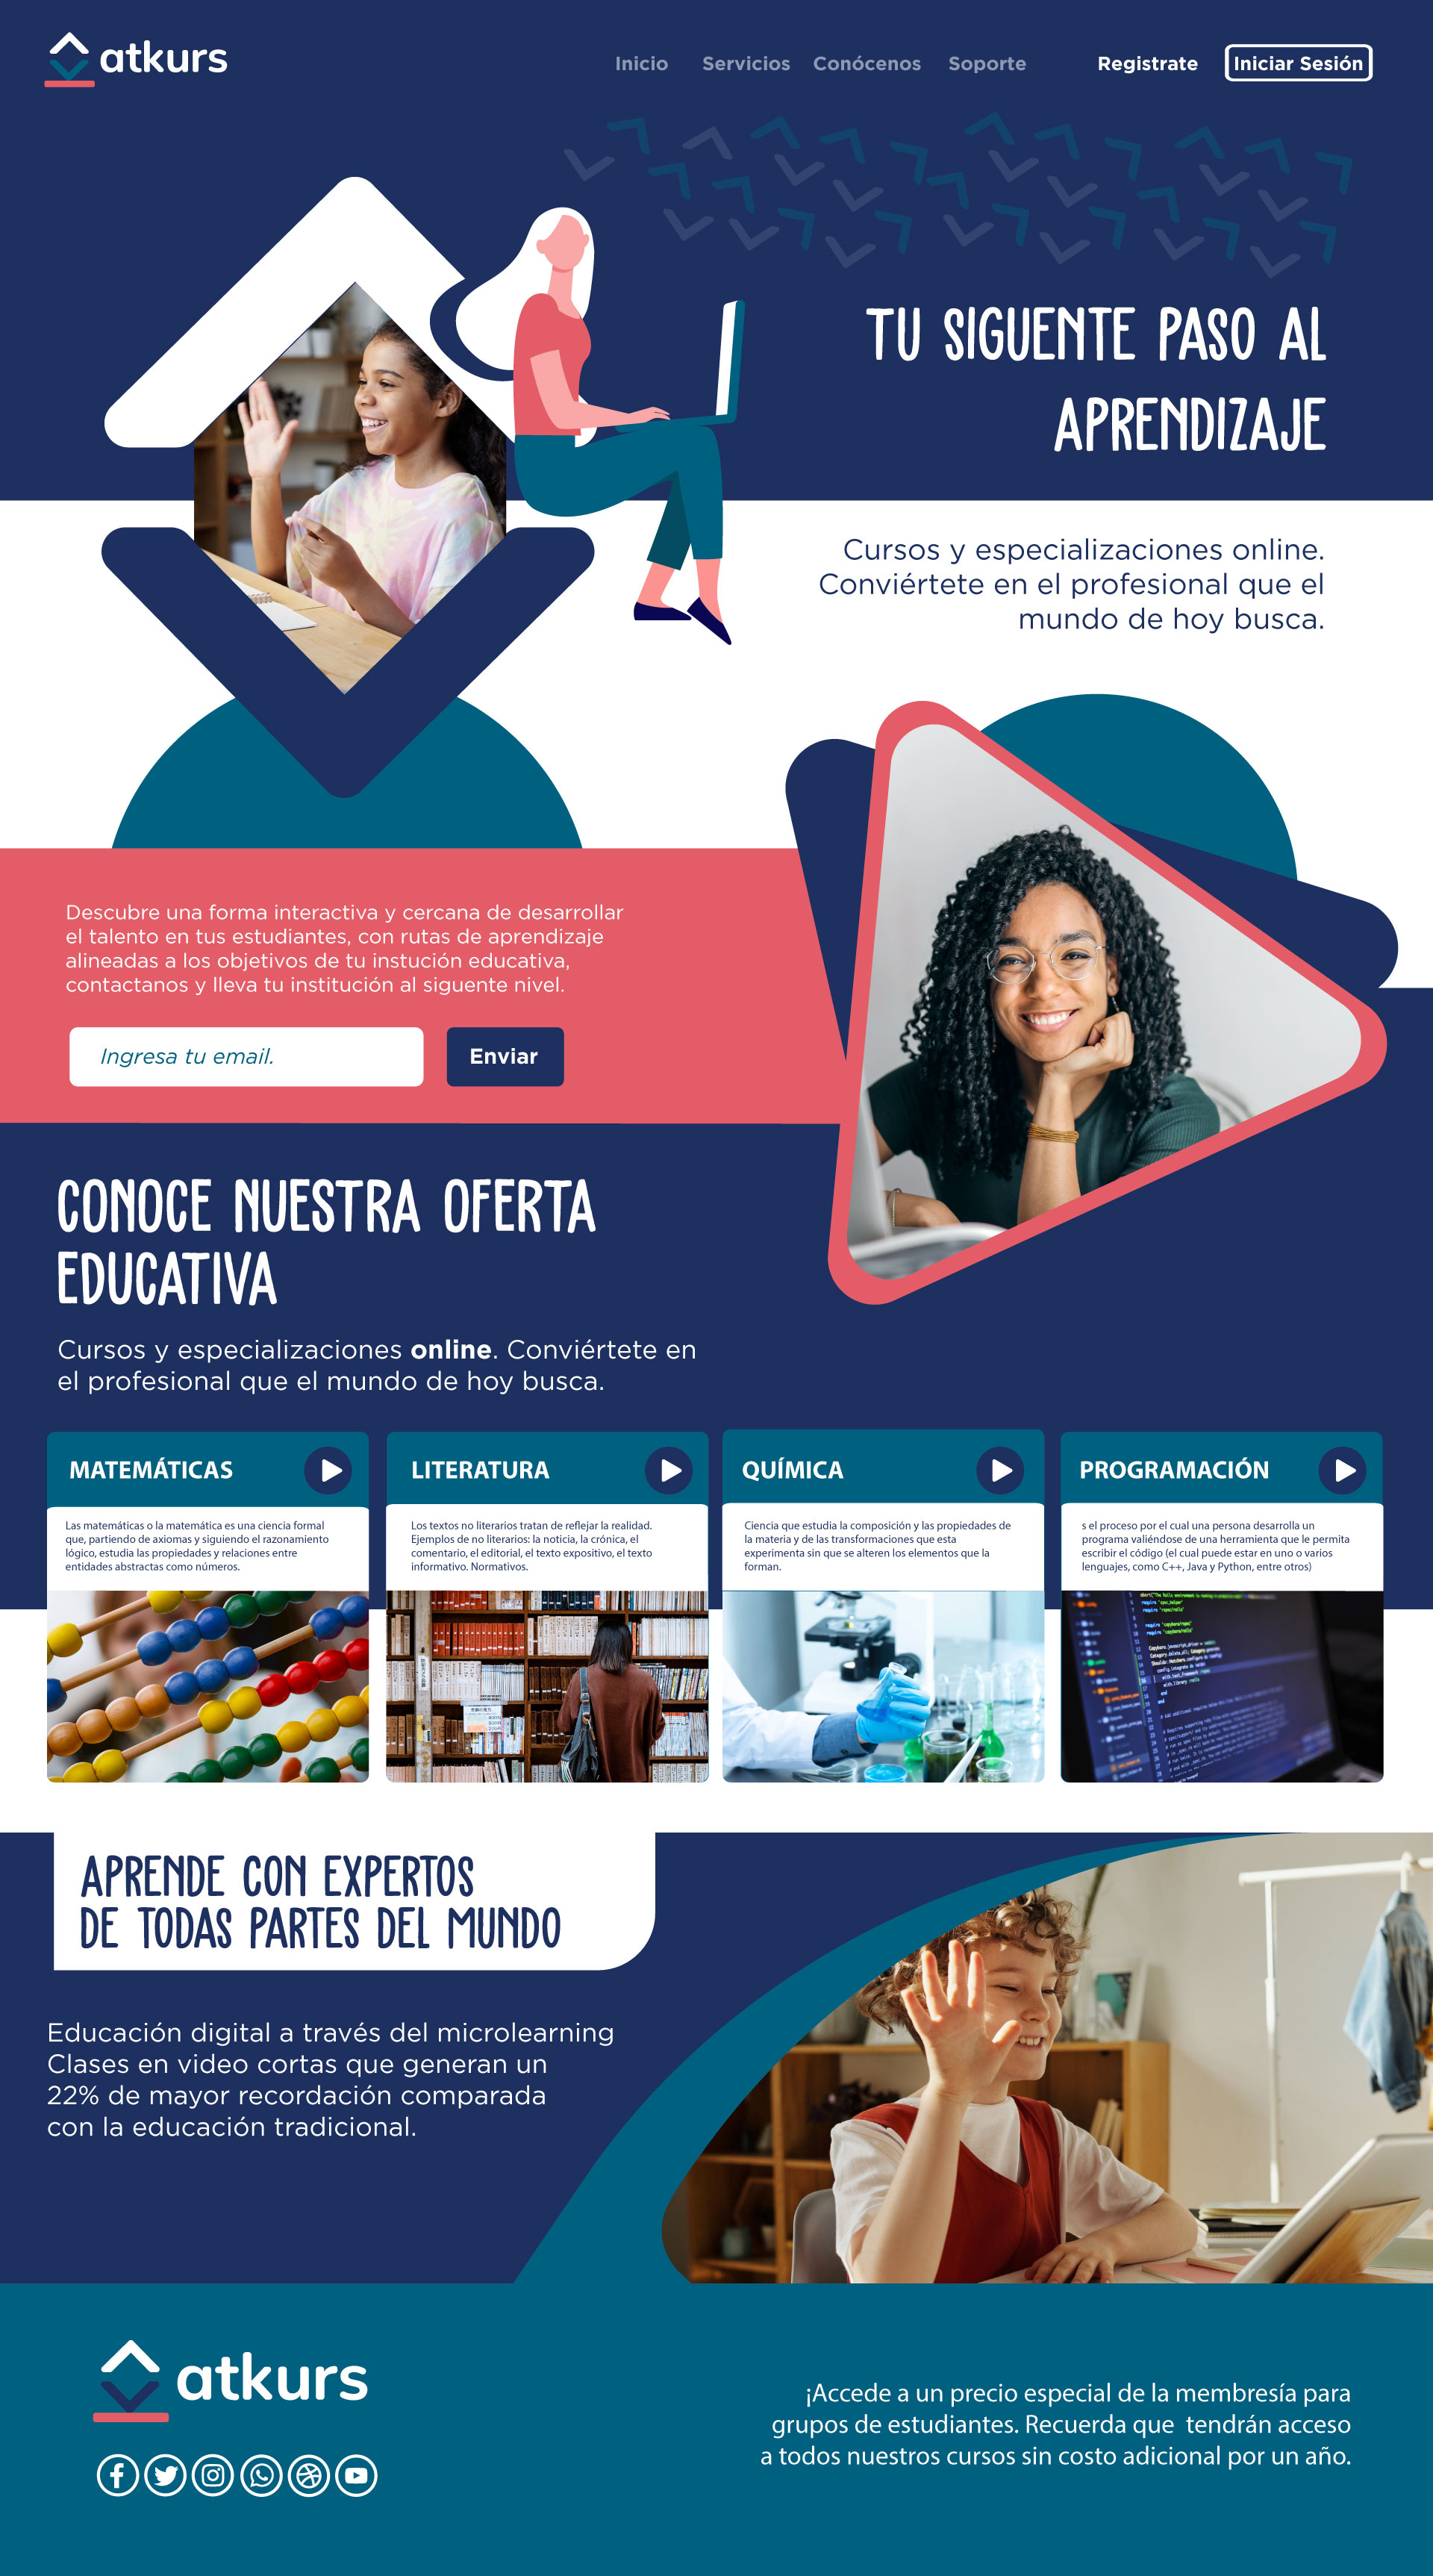 atkurs
Inicio Servicios Conócenos Soporte Registrate Iniciar Sesión
TU SIGUENTE PASO AL
APRENDIZAJE
Cursos y especializaciones online.
Conviértete en el profesional que el
mundo de hoy busca.
Descubre una forma interactiva y cercana de desarrollar
el talento en tus estudiantes, con rutas de aprendizaje
alineadas a los objetivos de tu instución educativa,
contactanos y lleva tu institución al siguente nivel.
Ingresa tu email.
Enviar
CONOCE NUESTRA OFERTA
EDUCATIVA
Cursos y especializaciones online. Conviértete en
el profesional que el mundo de hoy busca.
MATEMÁTICAS
Las matemáticas o la matemática es una ciencia formal
que, partiendo de axiomas y siguiendo el razonamiento
lógico, estudia las propiedades y relaciones entre
entidades abstractas como números.
LITERATURA
Los textos no literarios tratan de reflejar la realidad.
Ejemplos de no literarios: la noticia, la crónica, el
comentario, el editorial, el texto expositivo, el texto
informativo. Normativos.
QUÍMICA
Ciencia que estudia la composición y las propiedades de
la materia y de las transformaciones que esta
experimenta sin que se alteren los elementos que la
forman.
PROGRAMACIÓN
s el proceso por el cual una persona desarrolla un
programa valiéndose de una herramienta que le permita
escribir el código (el cual puede estar en uno o varios
lenguajes, como C++, Java y Python, entre otros)
APRENDE CON EXPERTOS
DE TODAS PARTES DEL MUNDO
Educación digital a través del microlearning
Clases en video cortas que generan un
22% de mayor recordación comparada
con la educación tradicional.
atkurs
¡Accede a un precio especial de la membresía para
grupos de estudiantes. Recuerda que tendrán acceso
a todos nuestros cursos sin costo adicional por un año.